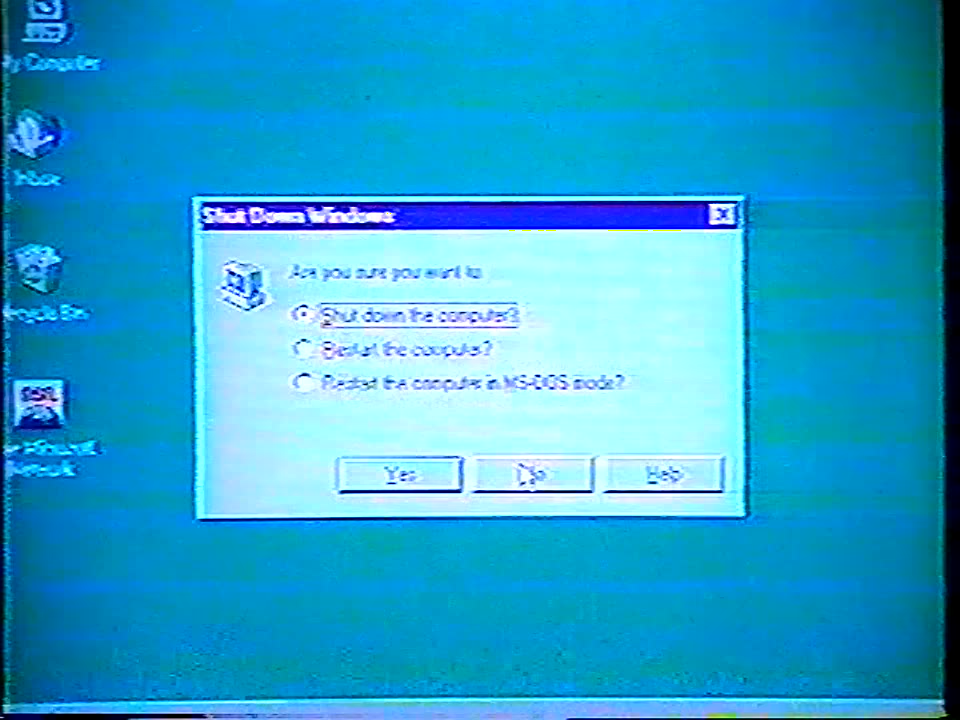 My Computer
Inbox
Recycle Bin
Shut Down Windows
Are you sure you want to:
Shut down the computer?
Restart the computer?
Restart the computer in MS-DOS mode?
Yes
No
Help